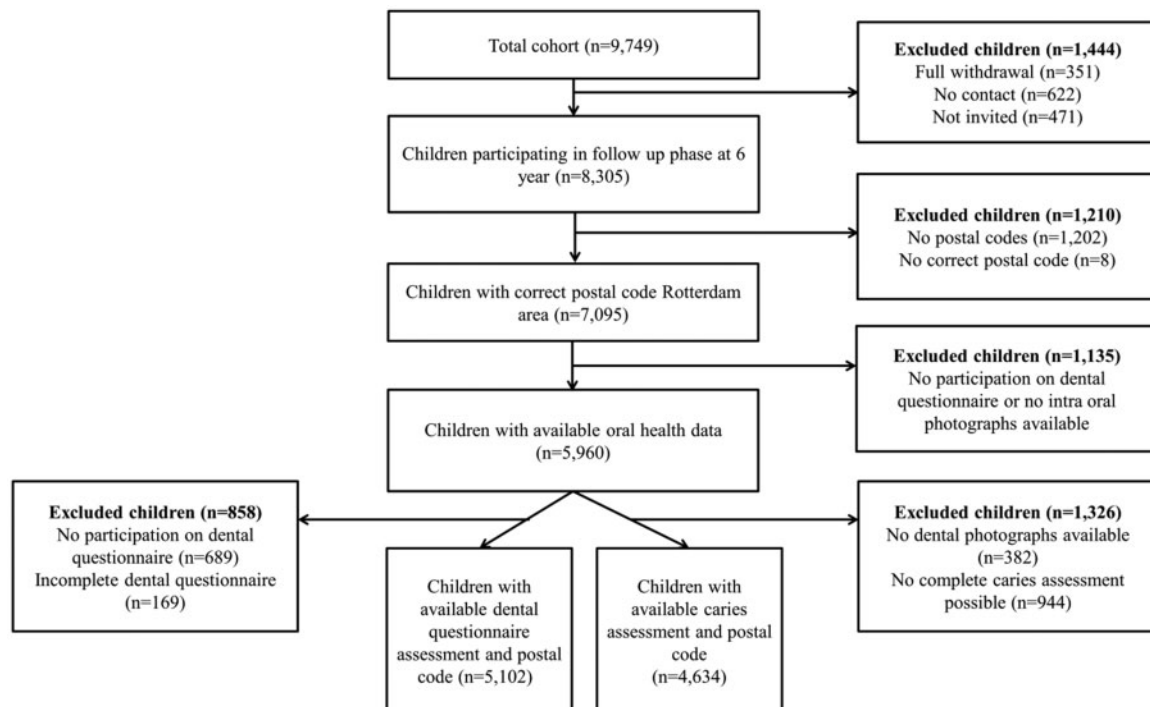 Total cohort (n=9,749)
Excluded children (n=1,444)
Full withdrawal (n=351)
No contact (n=622)
Not invited (n=471)
Children participating in follow up phase at 6
year (n=8,305)
Excluded children (n=1,210)
No postal codes (n=1,202)
No correct postal code (n=8)
Children with correct postal code Rotterdam
area (n=7,095)
Excluded children (n=1,135)
No participation on dental
questionnaire or no intra oral
photographs available
Children with available oral health data
(n=5,960)
Excluded children (n=858)
No participation on dental
questionnaire (n=689)
Incomplete dental questionnaire
(n=169)
Excluded children (n=1,326)
No dental photographs available
(n=382)
No complete caries assessment
possible (n=944)
Children with
available dental
questionnaire
assessment and postal
code (n=5,102)
Children with
available caries
assessment and postal
code
(n=4,634)